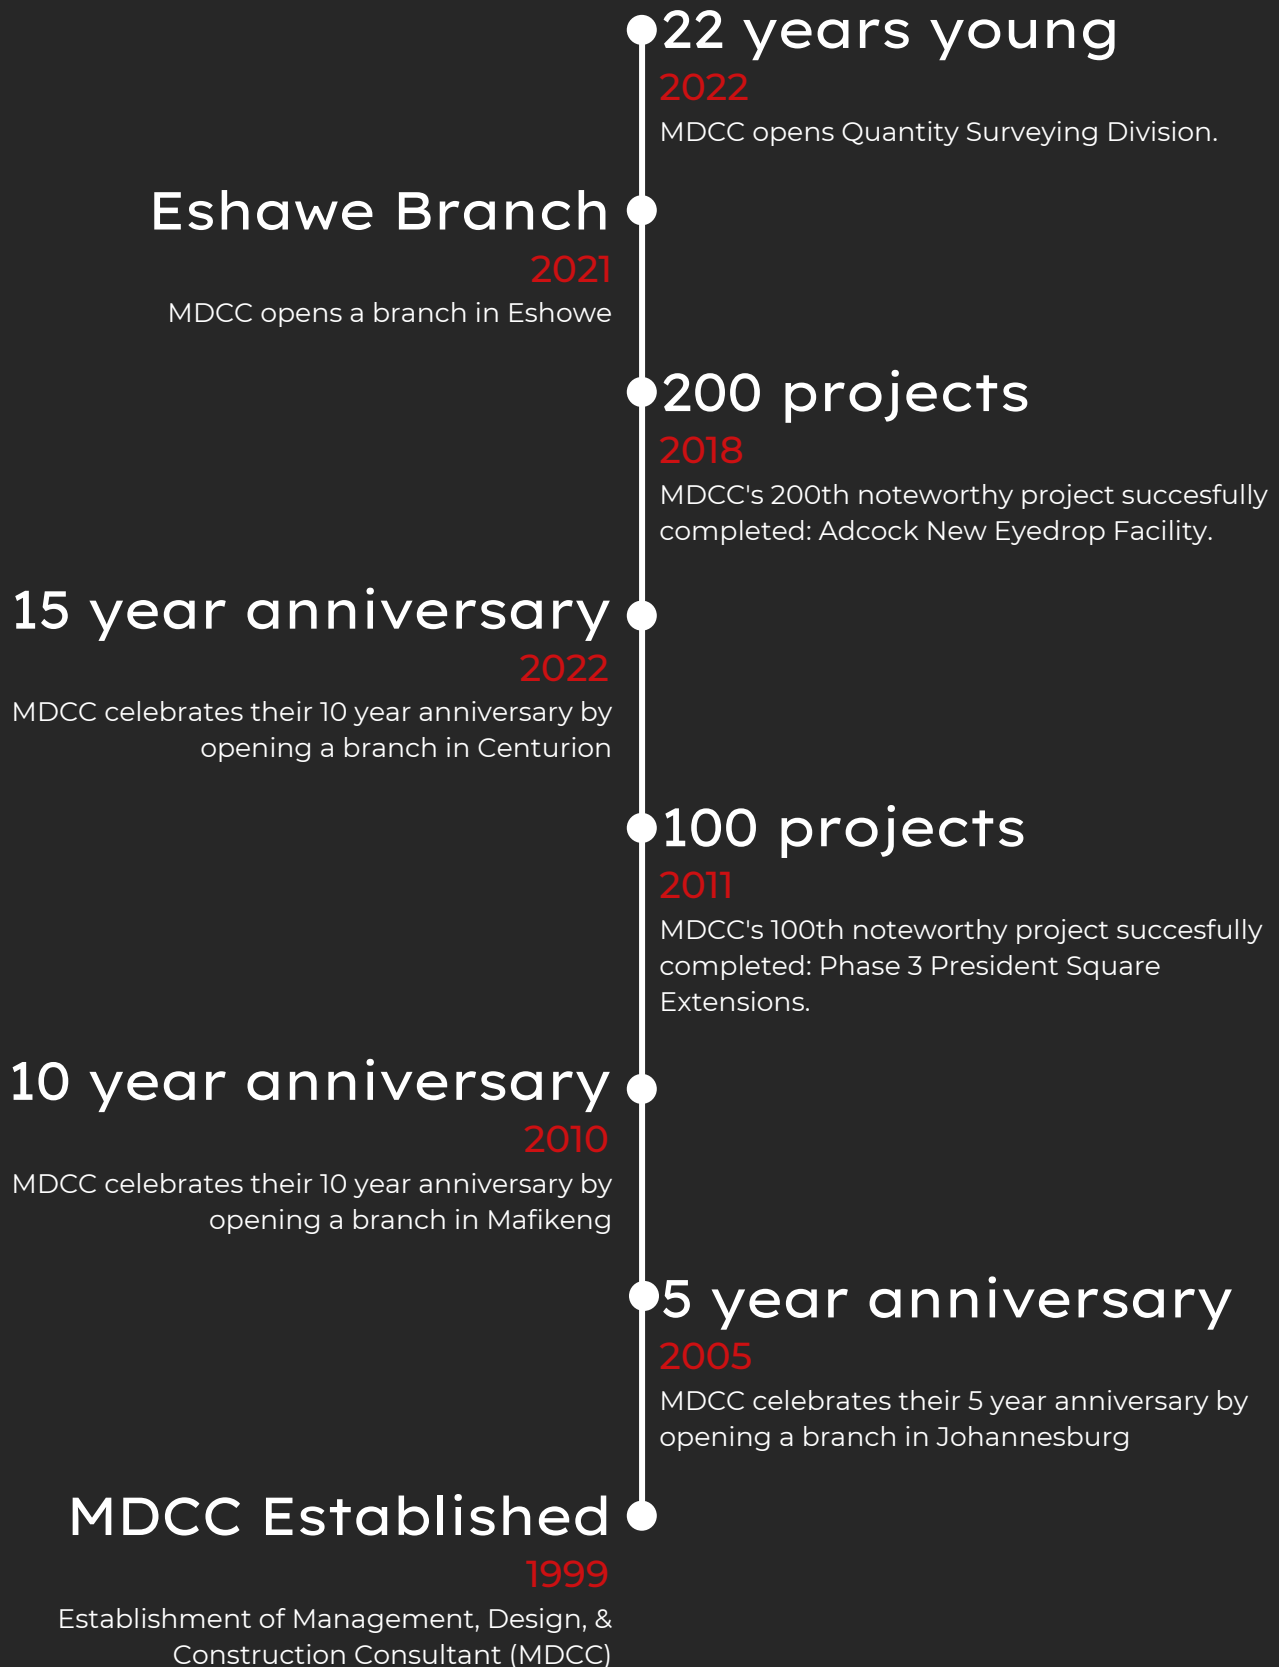 22 years young
2022
MDCC opens Quantity Surveying Division.
Eshawe Branch
2021
MDCC opens a branch in Eshowe
200 projects
2018
MDCC's 200th noteworthy project succesfully
completed: Adcock New Eyedrop Facility.
15 year anniversary
2022
MDCC celebrates their 10 year anniversary by
opening a branch in Centurion
100 projects
2011
MDCC's 100th noteworthy project succesfully
completed: Phase 3 President Square
Extensions.
10 year anniversary
2010
MDCC celebrates their 10 year anniversary by
opening a branch in Mafikeng
5 year anniversary
2005
MDCC celebrates their 5 year anniversary by
opening a branch in Johannesburg
MDCC Established
1999
Establishment of Management, Design, &
Construction Consultant (MDCC)